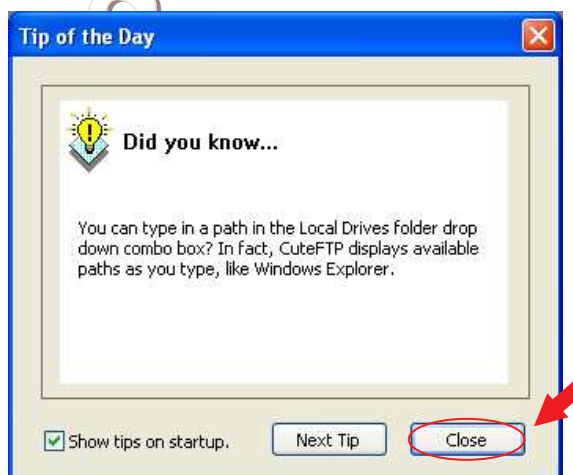 Tip of the Day
Did you know...
You can type in a path in the Local Drives folder drop
down combo box? In fact, CuteFTP displays available
paths as you type, like Windows Explorer.
Show tips on startup.
Next Tip
Close